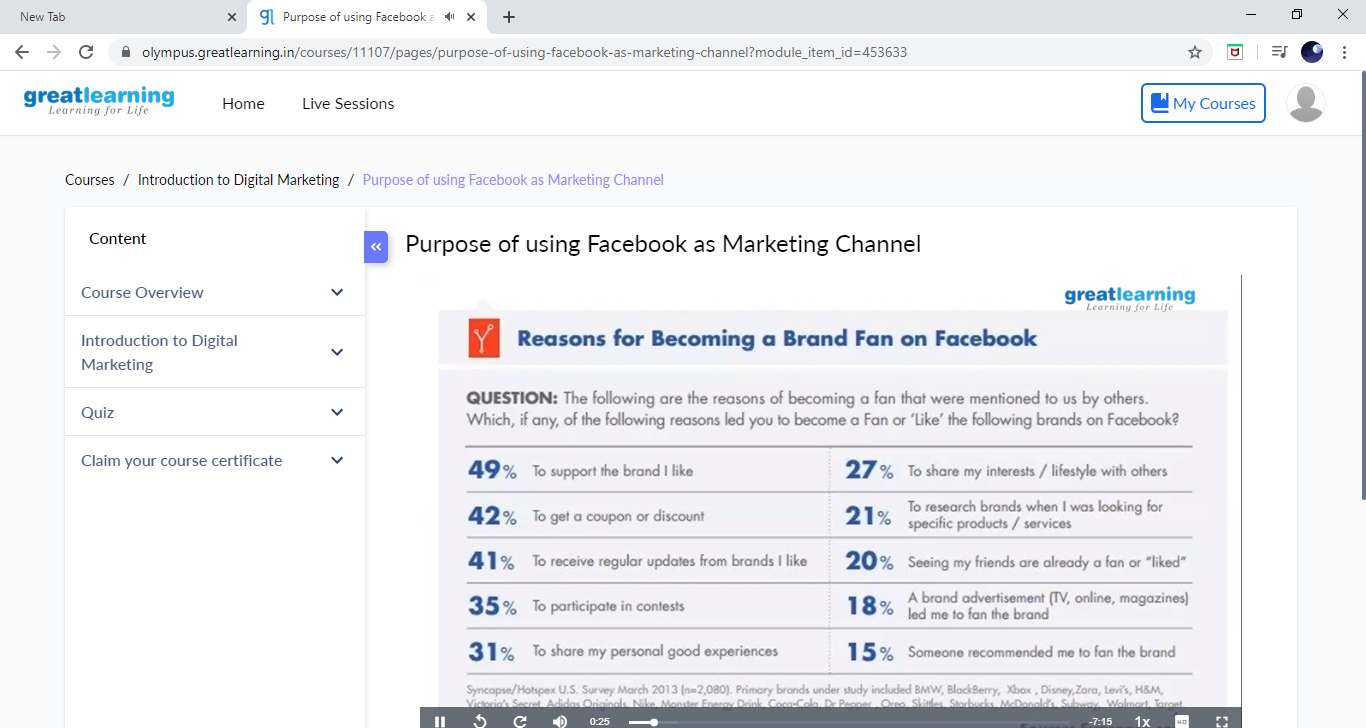 New Tab
Purpose of using Facebook a
olympus.greatlearning.in/courses/11107/pages/purpose-of-using-facebook-as-marketing-channel?module_item_id=453633
greatlearning
Learning for Life
Home
Live Sessions
My Courses
Courses / Introduction to Digital Marketing / Purpose of using Facebook as Marketing Channel
Content
Course Overview
Introduction to Digital
Marketing
Quiz
Claim your course certificate
Purpose of using Facebook as Marketing Channel
greatlearning
Learning for Life
Reasons for Becoming a Brand Fan on Facebook
QUESTION: The following are the reasons of becoming a fan that were mentioned to us by others.
Which, if any, of the following reasons led you to become a Fan or 'Like' the following brands on Facebook?
49% To support the brand I like
42% To get a coupon or discount
41% To receive regular updates from brands I like
35% To participate in contests
31% To share my personal good experiences
27% To share my interests / lifestyle with others
21% To research brands when I was looking for
specific products / services
20% Seeing my friends are already a fan or "liked"
18% A brand advertisement (TV, online, magazines)
led me to fan the brand
15% Someone recommended me to fan the brand
Syncapse/Hotspex U.S. Survey March 2013 (n=2,080). Primary brands under study included BMW, BlackBerry, Xbox , Disney,Zara, Levi's, H&M,
Victoria's Secret, Adidas Originals, Nike, Monster Energy Drink, Coca-Cola, Dr Pepper , Oreo, Skittles, Starbucks, McDonald's, Subway, Walmart, Target,
0:25
-7:15
1x
HD